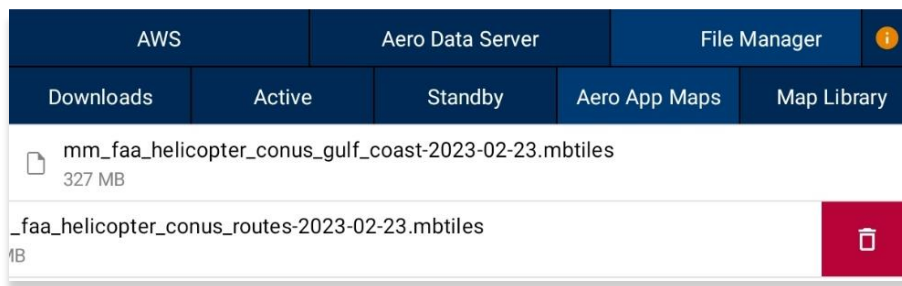 AWS Aero Data Server File Manager
Downloads Active Standby Aero App Maps Map Library
mm_faa_helicopter_conus_gulf_coast-2023-02-23.mbtiles
327 MB
_faa_helicopter_conus_routes-2023-02-23.mbtiles
MB